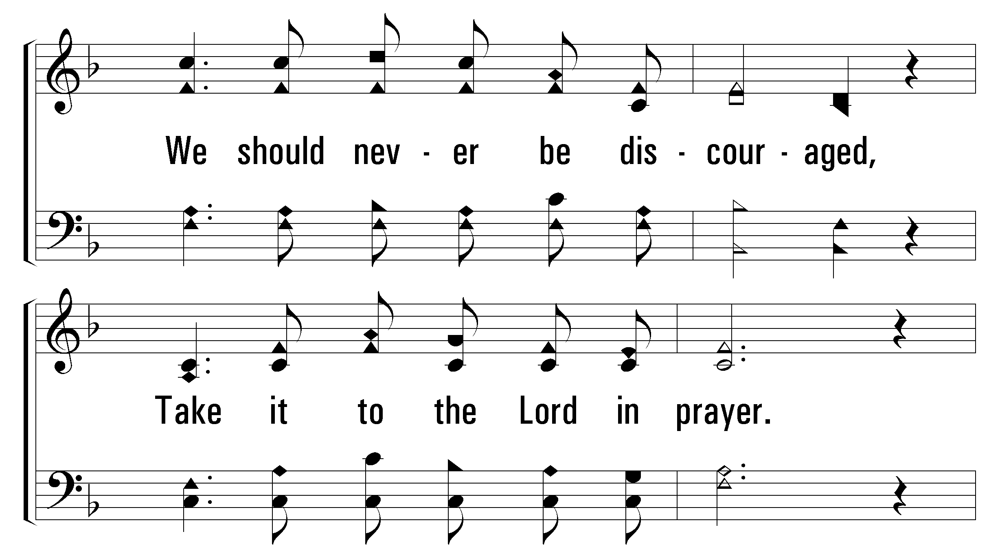 We should nev - er be dis - cour - aged,
Take it to the Lord in prayer.